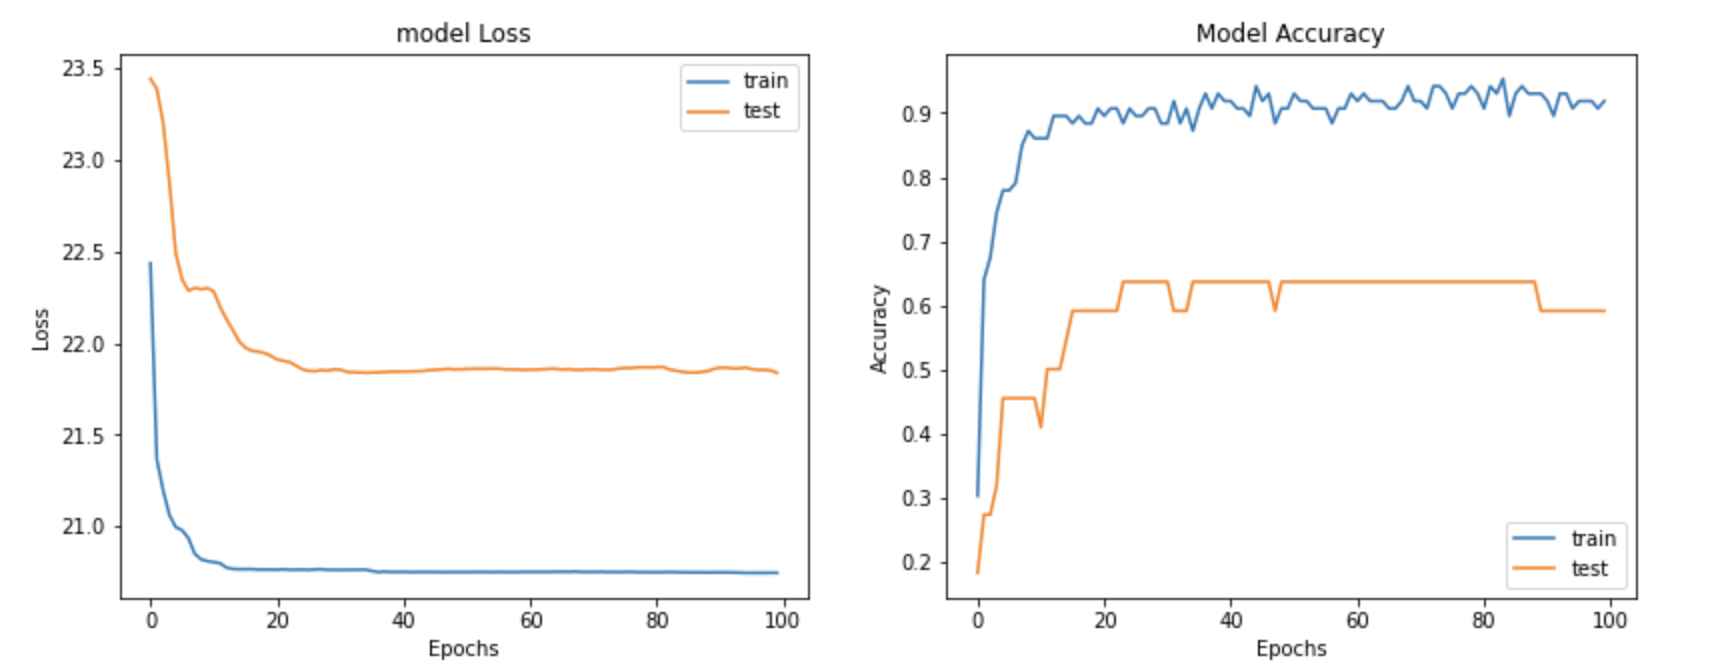 model Loss
23.5
23.0
22.5
22.0
21.5
21.0
Loss
train
test
0 20 40 60 80 100
Epochs
Model Accuracy
0.9
0.8
0.7
0.6
0.5
0.4
0.3
0.2
Accuracy
train
test
0 20 40 60 80 100
Epochs